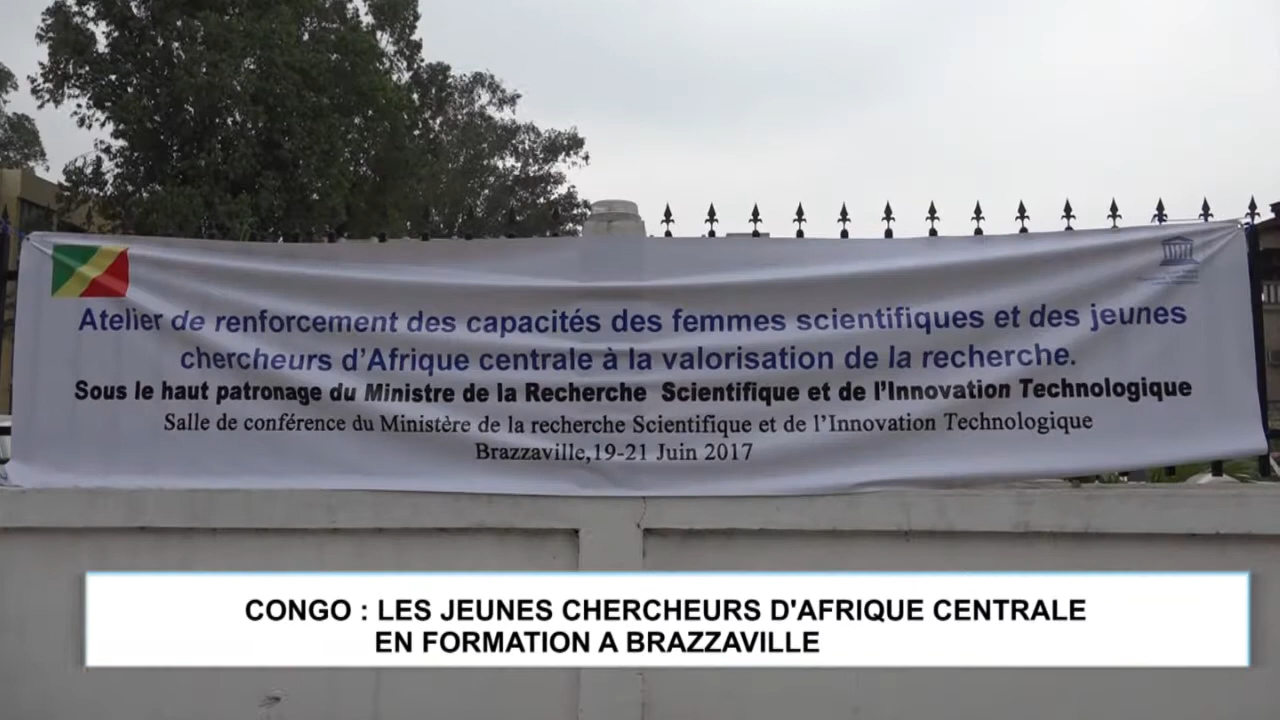 Atelier de renforcement des capacités des femmes scientifiques et des jeunes
chercheurs d'Afrique centrale à la valorisation de la recherche.
Sous le haut patronage du Ministre de la Recherche Scientifique et de l'Innovation Technologique
Salle de conférence du Ministère de la recherche Scientifique et de l'Innovation Technologique
Brazzaville,19-21 Juin 2017
CONGO : LES JEUNES CHERCHEURS D'AFRIQUE CENTRALE
EN FORMATION A BRAZZAVILLE